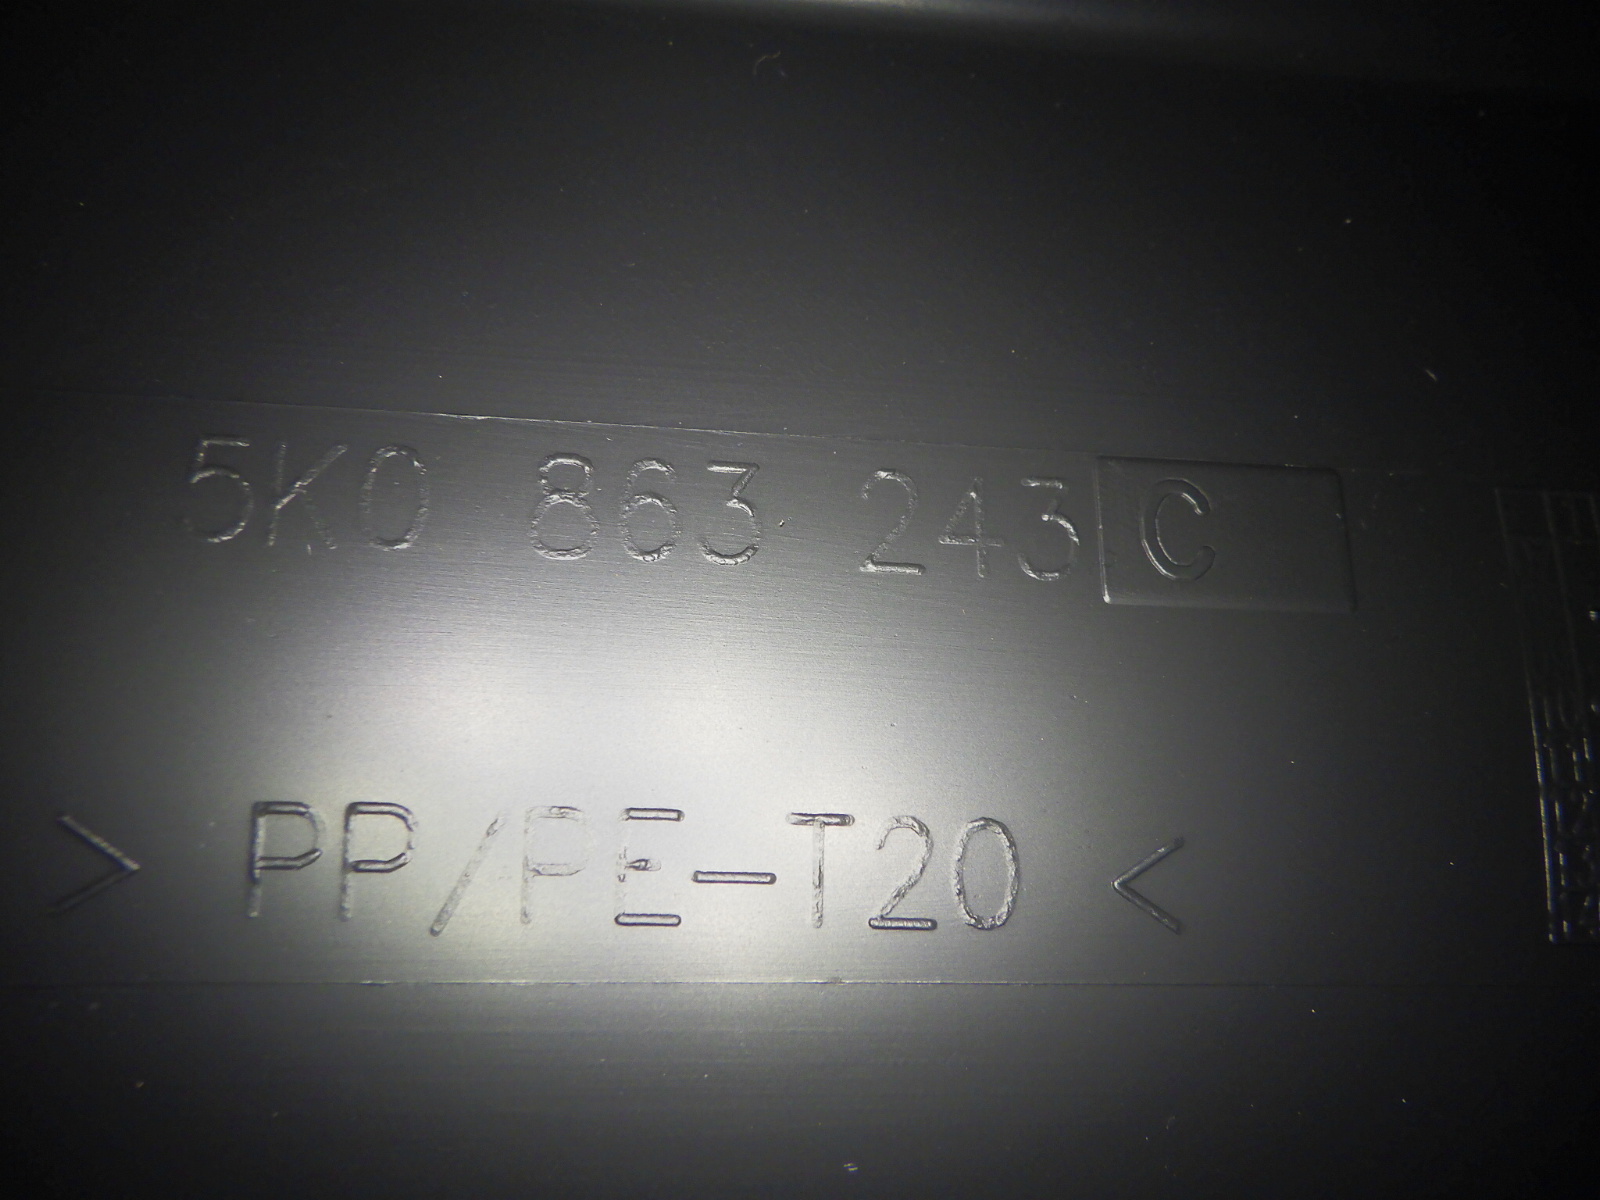 5K0 863 243 C
> PP/PE-T20 <